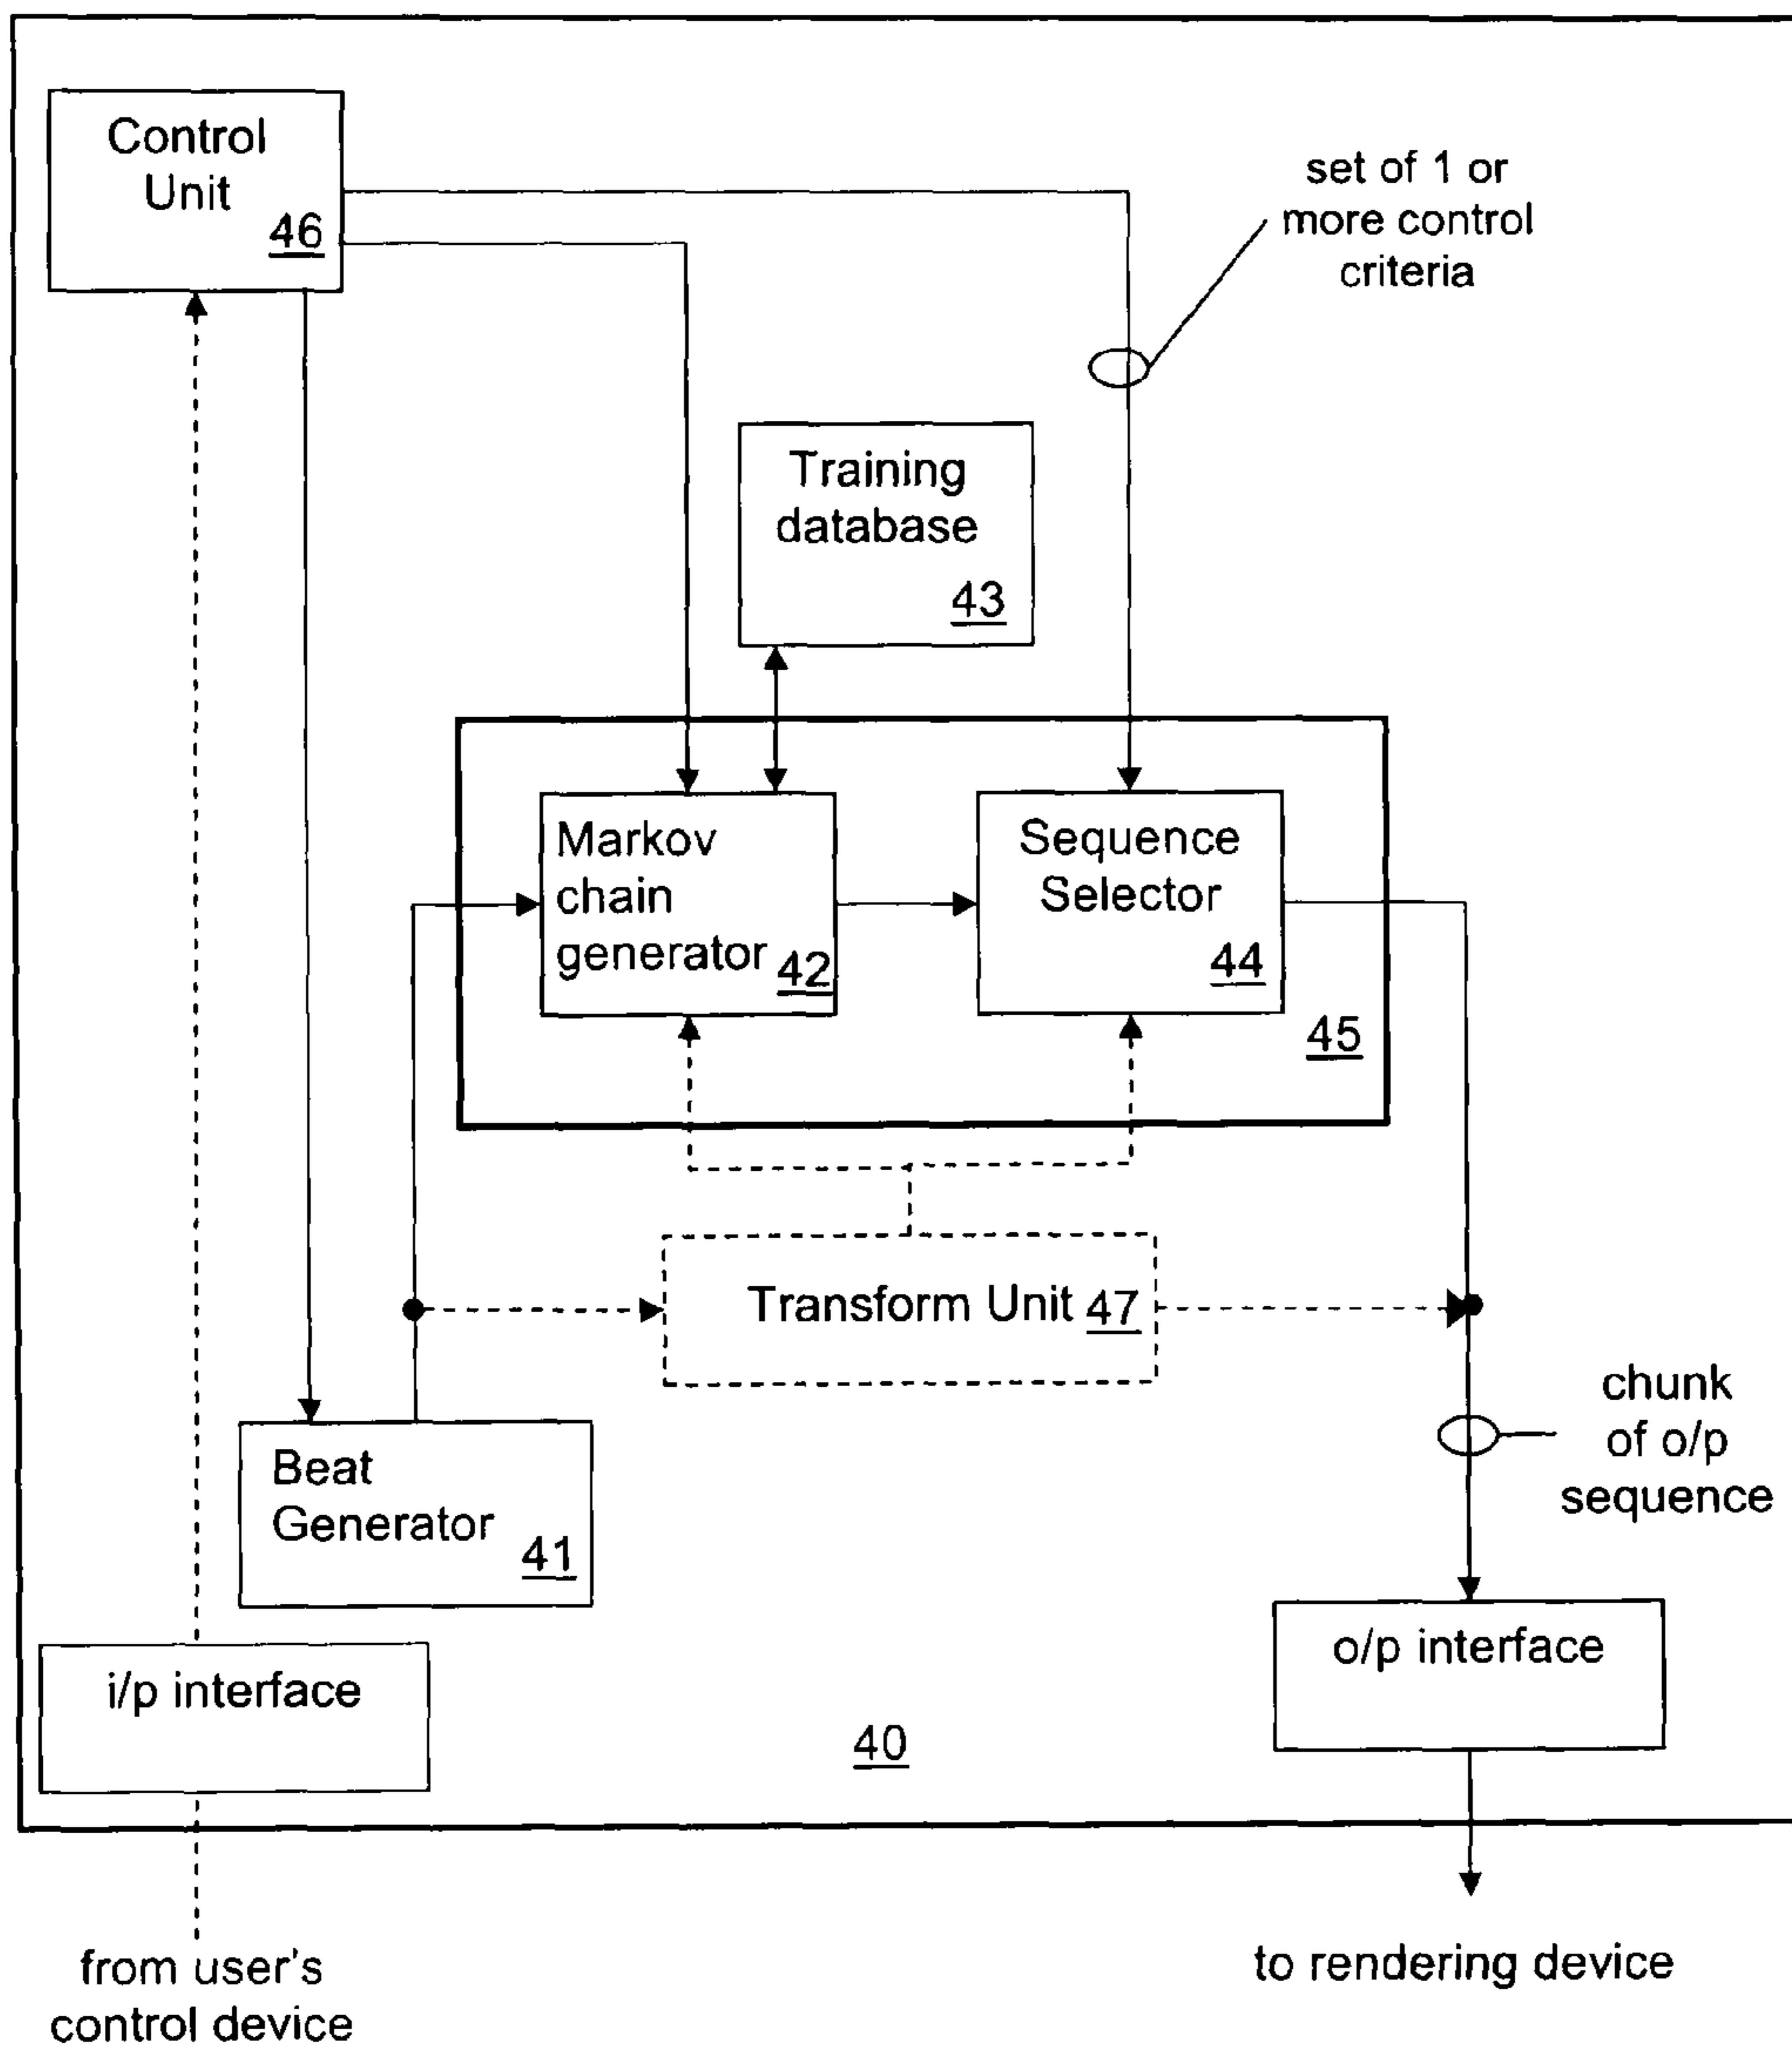 Control
Unit
46
set of 1 or
more control
criteria
Training
database
43
Markov
chain
generator 42
Sequence
Selector
44
45
Transform Unit 47
chunk
of o/p
sequence
Beat
Generator
41
o/p interface
i/p interface
40
from user's
control device
to rendering device